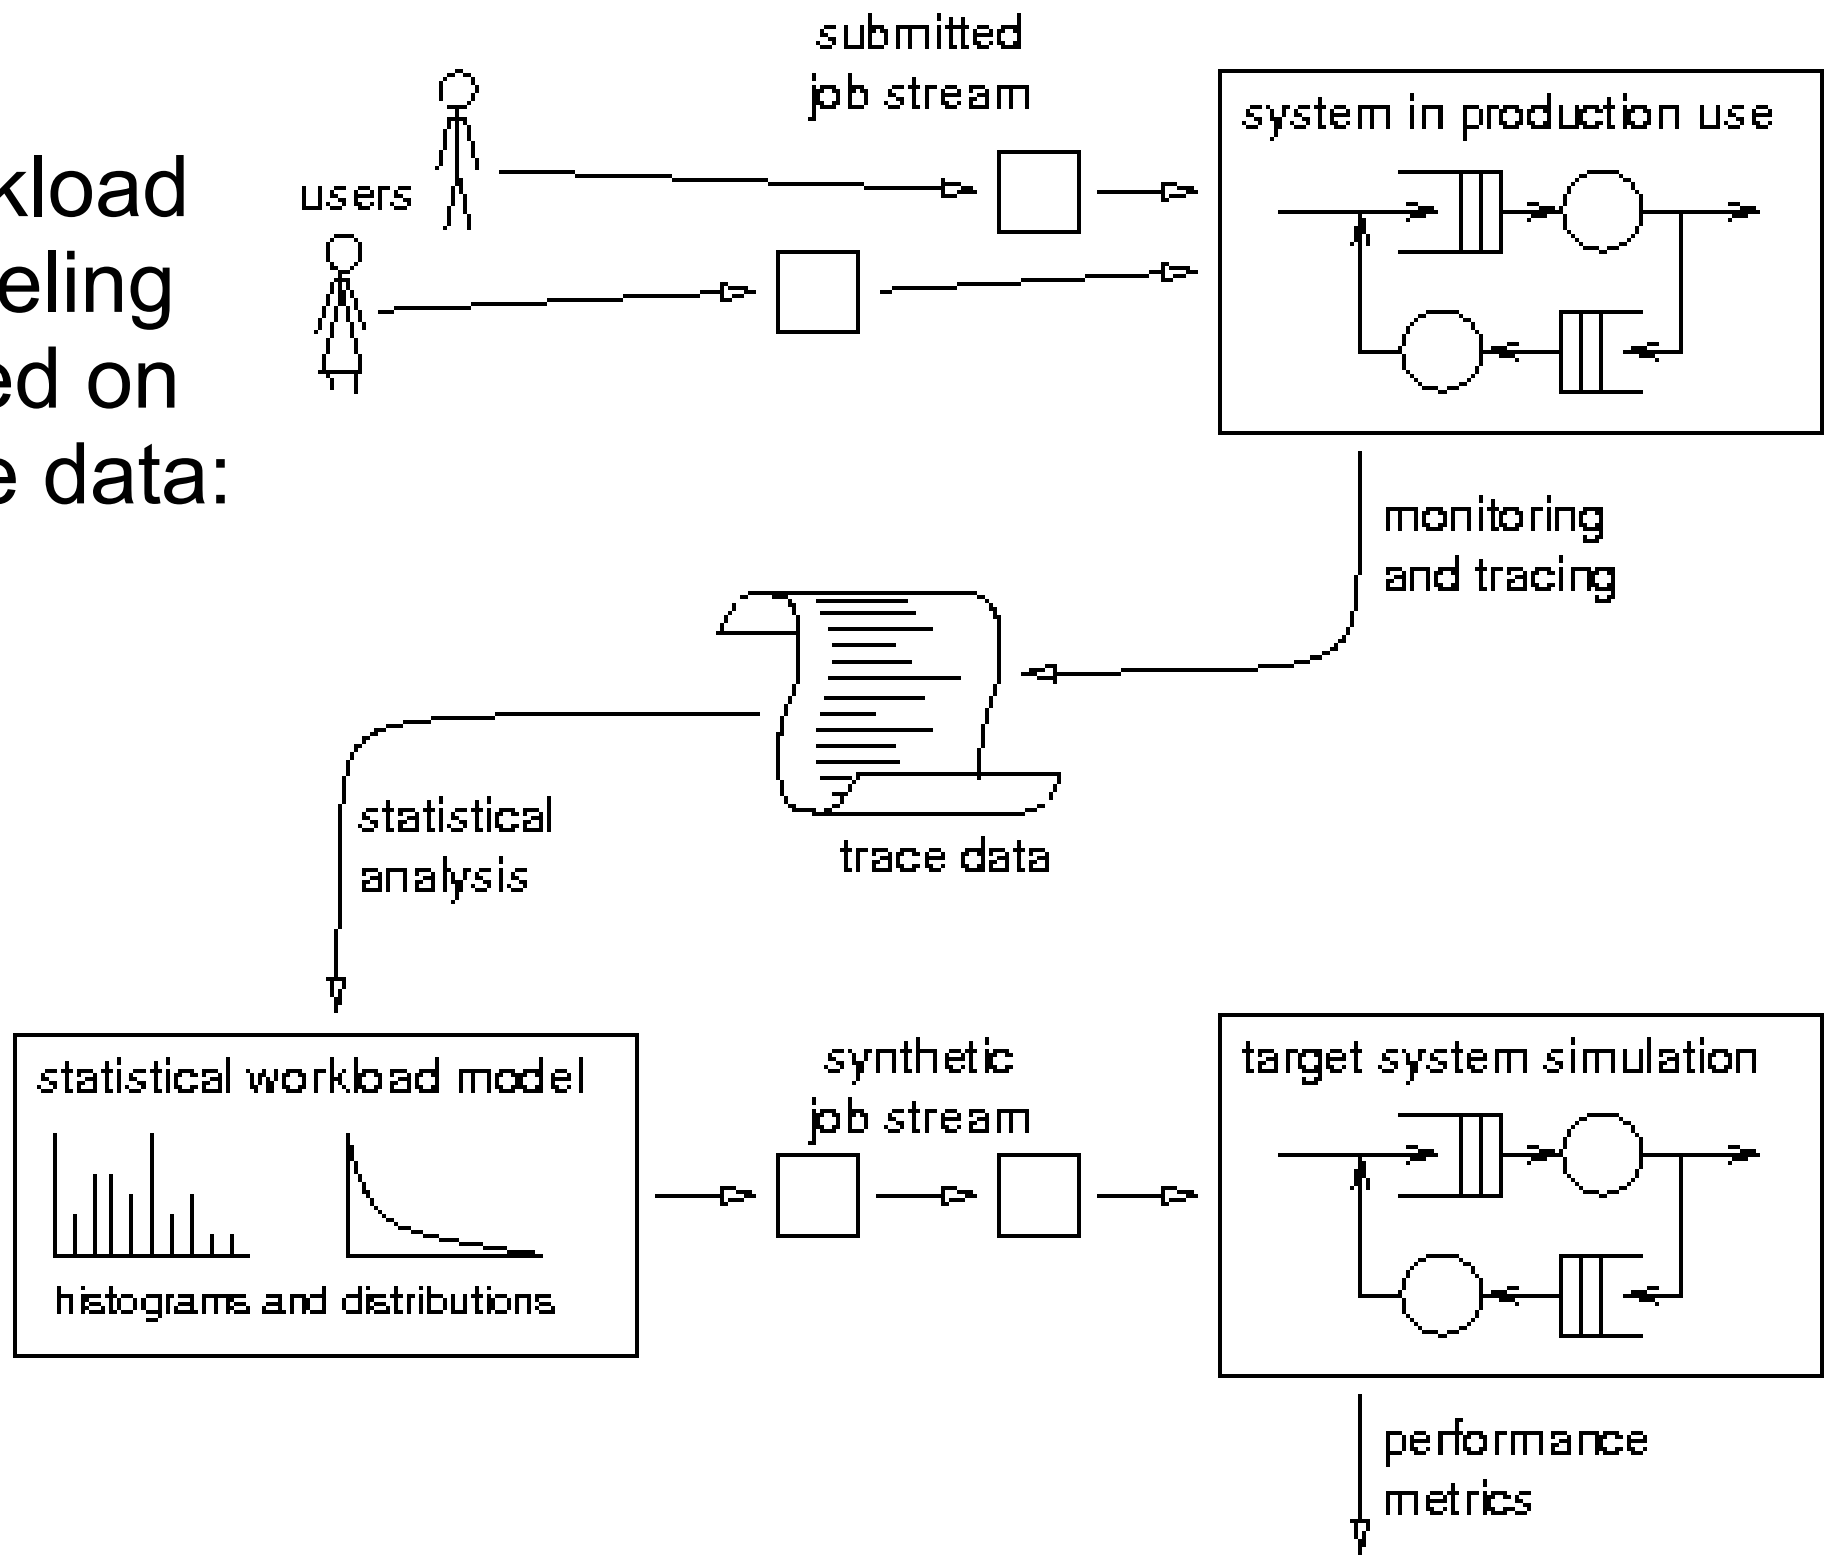 kload
eling
ed on
e data:
users
submitted
job stream
system in production use
monitoring
and tracing
trace data
statistical
analysis
statistical workload model
histograms and distributions
synthetic
job stream
target system simulation
performance
metrics